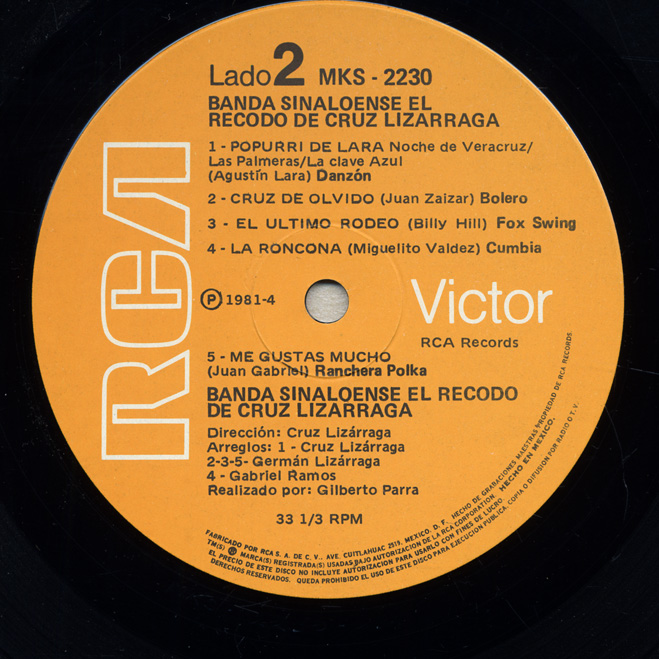 Lado 2 MKS - 2230
BANDA SINALOENSE EL
RECODO DE CRUZ LIZARRAGA
1 - POPURRI DE LARA Noche de Veracruz/
Las Palmeras/La clave Azul
(Agustín Lara) Danzón
2 - CRUZ DE OLVIDO (Juan Zaizar) Bolero
3 - EL ULTIMO RODEO (Billy Hill) Fox Swing
4 - LA RONCONA (Miguelito Valdez) Cumbia
RCA
Ⓟ 1981-4
Victor
RCA Records
5 - ME GUSTAS MUCHO
(Juan Gabriel) Ranchera Polka
BANDA SINALOENSE EL RECODO
DE CRUZ LIZARRAGA
Dirección: Cruz Lizárraga
Arreglos: 1 - Cruz Lizárraga
2-3-5- Germán Lizárraga
4 - Gabriel Ramos
Realizado por: Gilberto Parra
33 1/3 RPM
FABRICADO POR RCA S. A. DE C. V., AVE. CUITLAHUAC 2519, MEXICO, D. F. HECHO DE GRABACIONES MAESTRAS PROPIEDAD DE RCA RECORDS
TM(S) ® MARCA(S) REGISTRADA(S) USADAS BAJO AUTORIZACION DE LA RCA CORPORATION. HECHO EN MEXICO.
EL PRECIO DE ESTE DISCO NO INCLUYE AUTORIZACION PARA USARLO CON FINES DE LUCRO
DERECHOS RESERVADOS. QUEDA PROHIBIDO EL USO DE ESTE DISCO PARA EJECUCION PUBLICA, COPIA O DIFUSION POR RADIO O T. V.